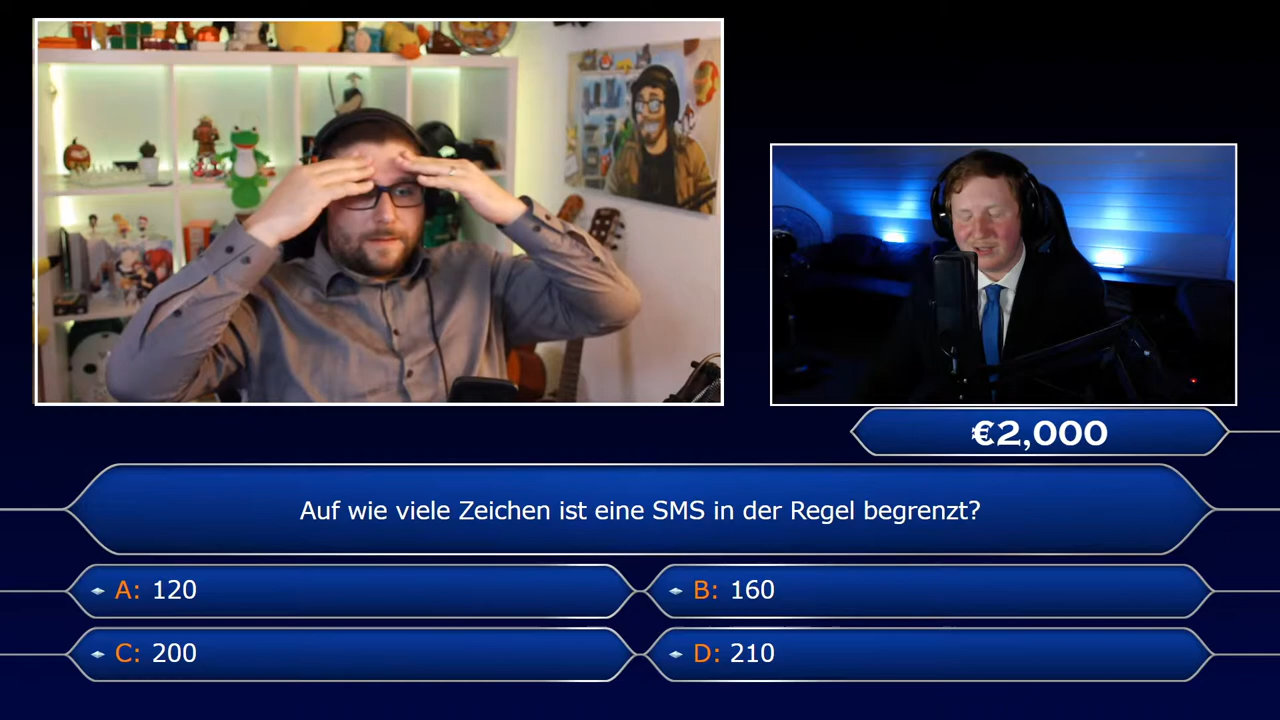 €2,000
Auf wie viele Zeichen ist eine SMS in der Regel begrenzt?
A: 120
B: 160
C: 200
D: 210